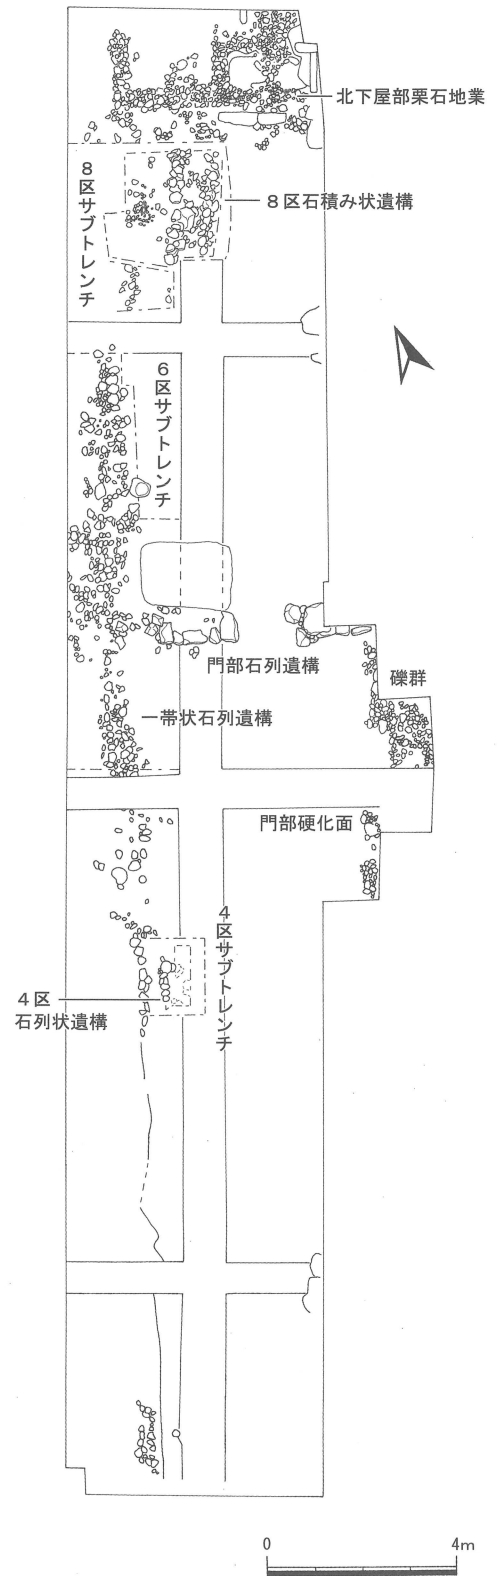 北下屋部栗石地業
8区サブトレンチ
8区石積み状遺構
6区サブトレンチ
門部石列遺構
礫群
一帯状石列遺構
門部硬化面
4区サブトレンチ
4区
石列状遺構
0
4m